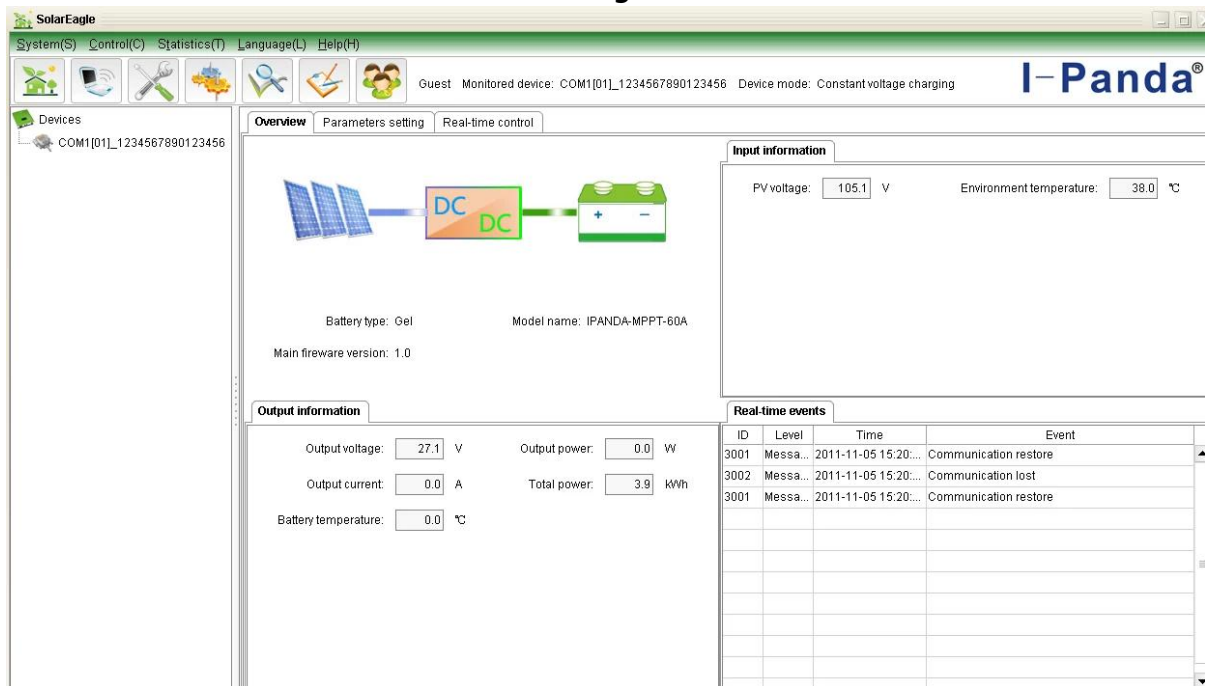 SolarEagle
System(S) Control(C) Statistics(T) Language(L) Help(H)
Guest Monitored device: COM1[01]_1234567890123456 Device mode: Constant voltage charging
I-Panda®
Devices
COM1[01]_1234567890123456
Overview Parameters setting Real-time control
DC
DC
+ −
Battery type: Gel Model name: IPANDA-MPPT-60A
Main fireware version: 1.0
Input information
PV voltage: 105.1 V Environment temperature: 38.0 ℃
Output information
Output voltage: 27.1 V Output power: 0.0 W
Output current: 0.0 A Total power: 3.9 kWh
Battery temperature: 0.0 ℃
Real-time events
ID Level Time Event
3001 Messa... 2011-11-05 15:20:... Communication restore
3002 Messa... 2011-11-05 15:20:... Communication lost
3001 Messa... 2011-11-05 15:20:... Communication restore